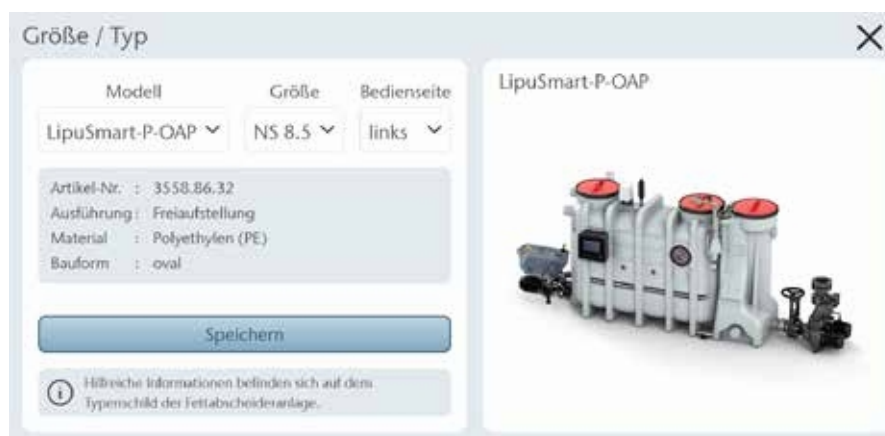 Größe / Typ
Modell Größe Bedienseite
LipuSmart-P-OAP NS 8.5 links
Artikel-Nr. : 3558.86.32
Ausführung : Freiaufstellung
Material : Polyethylen (PE)
Bauform : oval
Speichern
Hilfreiche Informationen befinden sich auf dem
Typenschild der Fettabscheideranlage.
LipuSmart-P-OAP